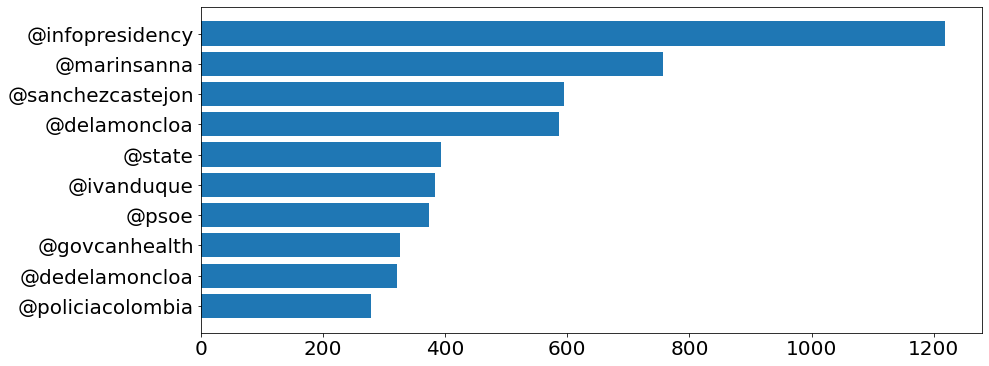 @infopresidency
@marinsanna
@sanchezcastejon
@delamoncloa
@state
@ivanduque
@psoe
@govcanhealth
@dedelamoncloa
@policiacolombia
0 200 400 600 800 1000 1200